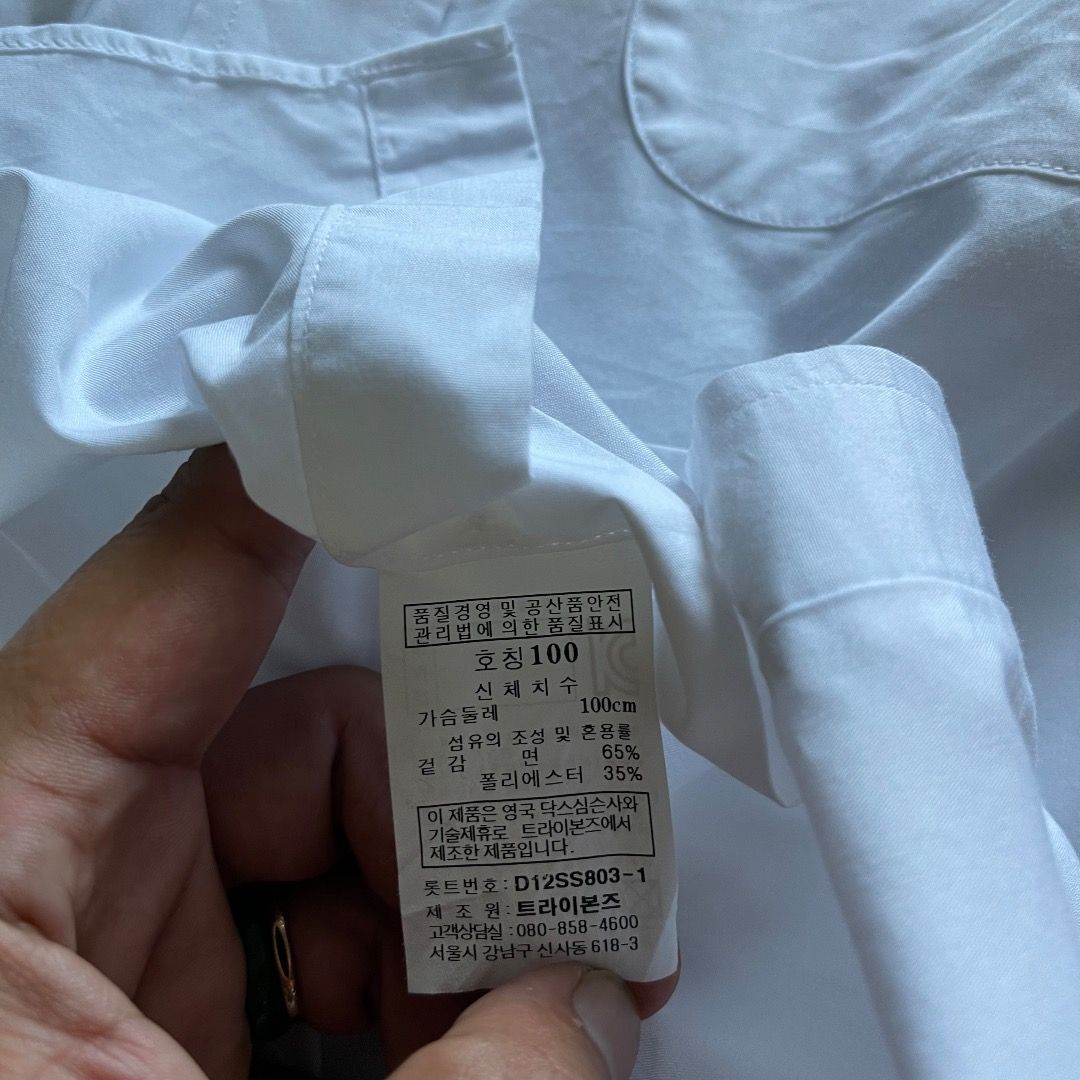 품질경영 및 공산품안전
관리법에 의한 품질표시
호칭100
신체치수
가슴둘레 100cm
섬유의 조성 및 혼용률
겉감 면 65%
폴리에스터 35%
이 제품은 영국 닥스심슨사와
기술제휴로 트라이본즈에서
제조한 제품입니다.
롯트번호: D12SS803-1
제조원: 트라이본즈
고객상담실: 080-858-4600
서울시 강남구 신사동 618-3